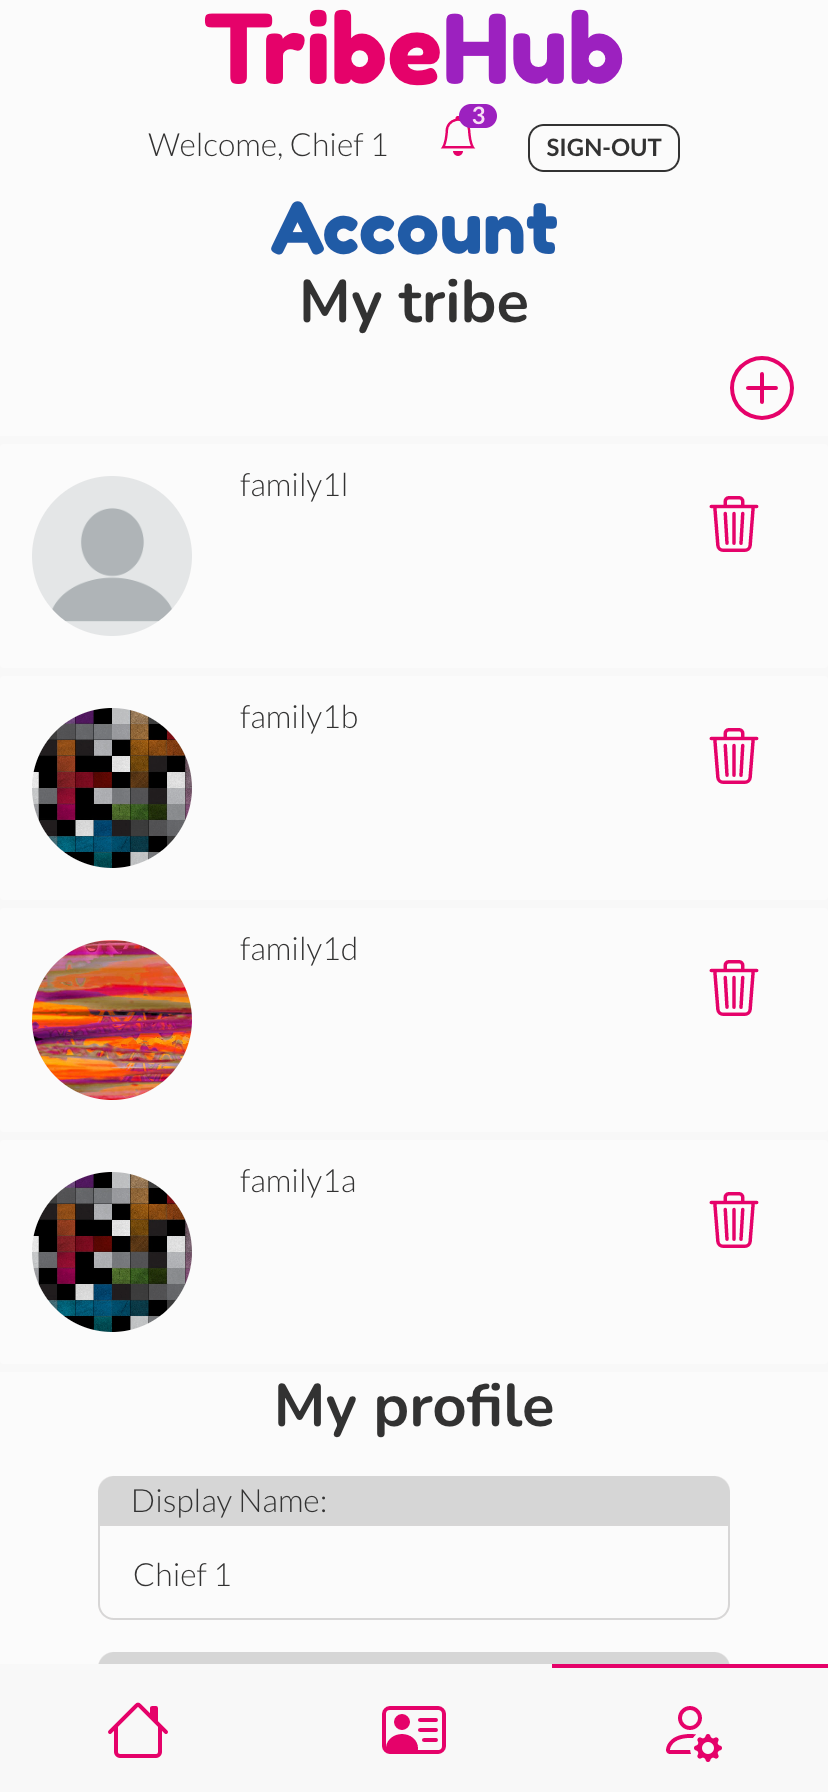 TribeHub
Welcome, Chief 1 3 SIGN-OUT
Account
My tribe
family1l
family1b
family1d
family1a
My profile
Display Name:
Chief 1